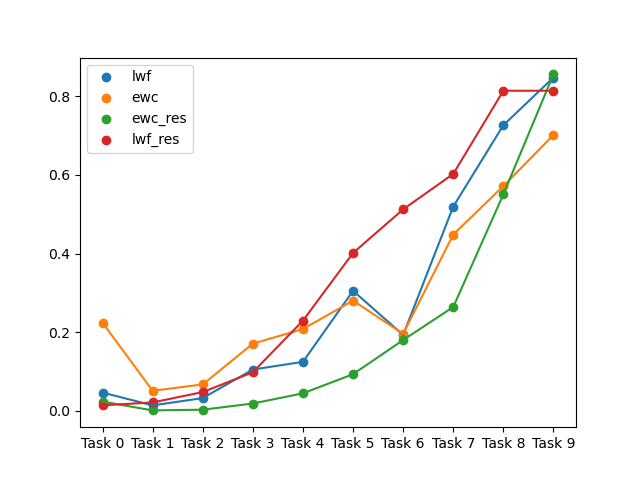 lwf
ewc
ewc_res
lwf_res
0.8
0.6
0.4
0.2
0.0
Task 0 Task 1 Task 2 Task 3 Task 4 Task 5 Task 6 Task 7 Task 8 Task 9